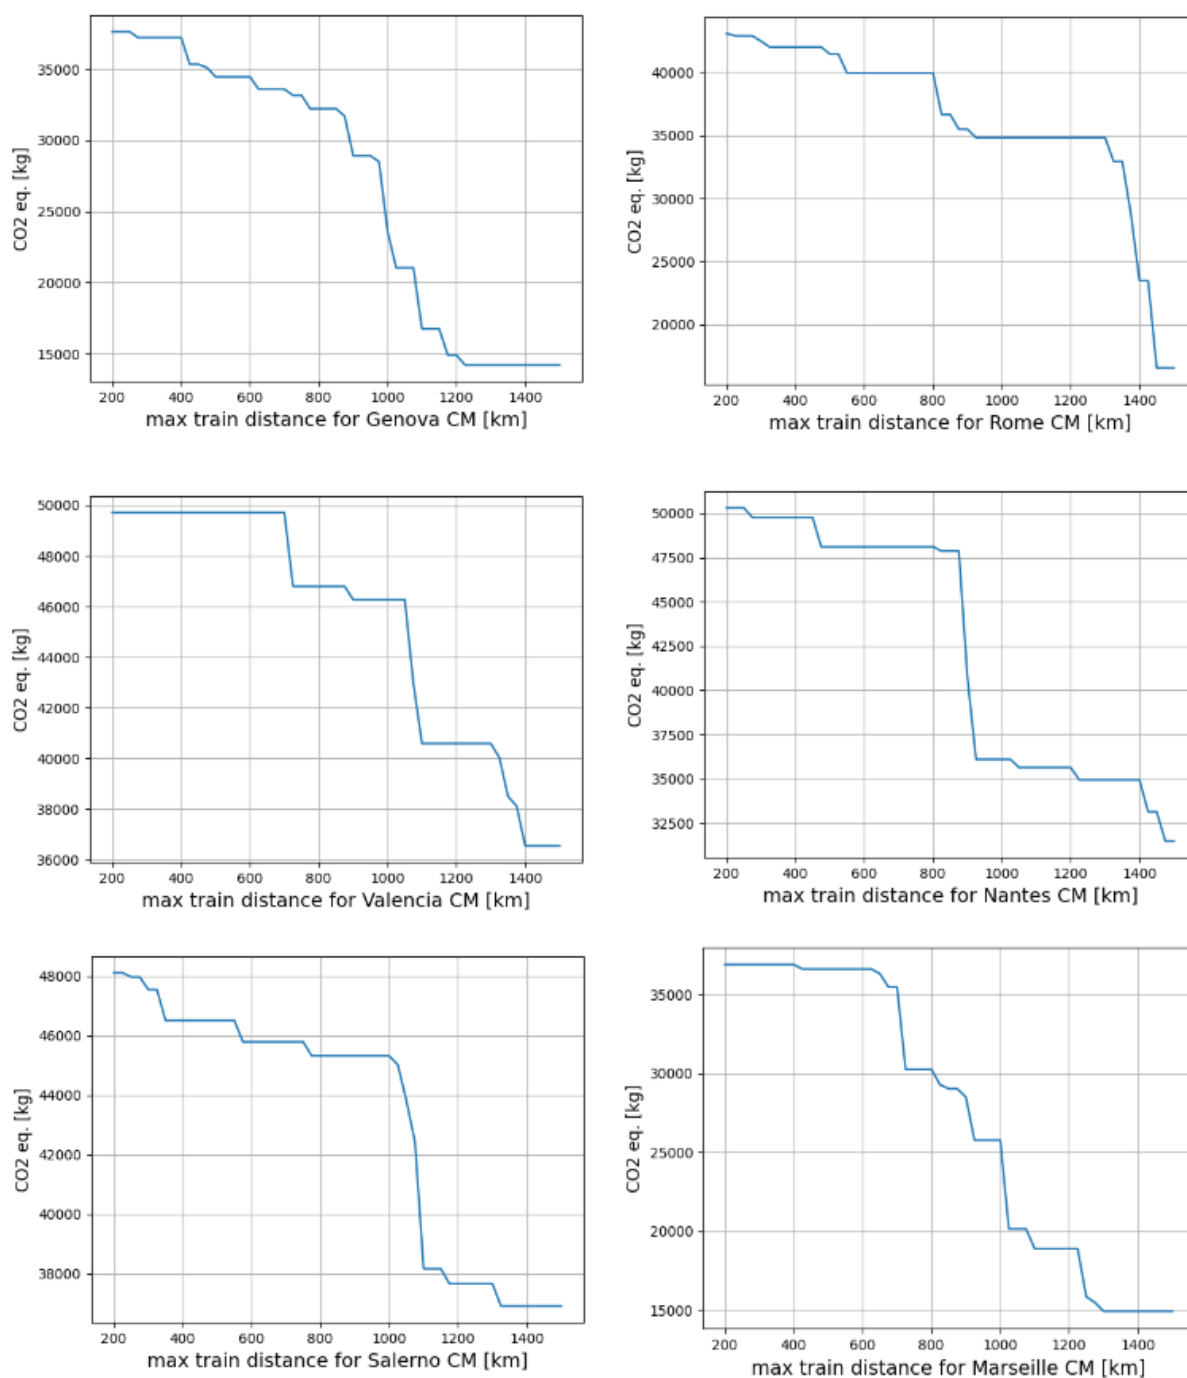 35000
30000
25000
20000
15000
CO2 eq. [kg]
200 400 600 800 1000 1200 1400
max train distance for Genova CM [km]
40000
35000
30000
25000
20000
CO2 eq. [kg]
200 400 600 800 1000 1200 1400
max train distance for Rome CM [km]
50000
48000
46000
44000
42000
40000
38000
36000
CO2 eq. [kg]
200 400 600 800 1000 1200 1400
max train distance for Valencia CM [km]
50000
47500
45000
42500
40000
37500
35000
32500
CO2 eq. [kg]
200 400 600 800 1000 1200 1400
max train distance for Nantes CM [km]
48000
46000
44000
42000
40000
38000
CO2 eq. [kg]
200 400 600 800 1000 1200 1400
max train distance for Salerno CM [km]
35000
30000
25000
20000
15000
CO2 eq. [kg]
200 400 600 800 1000 1200 1400
max train distance for Marseille CM [km]